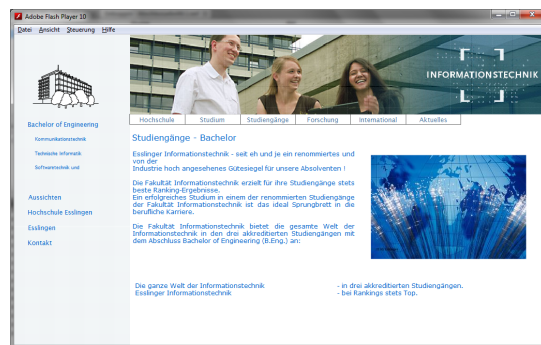 Adobe Flash Player 10
Datei Ansicht Steuerung Hilfe
INFORMATIONSTECHNIK
Hochschule Studium Studiengänge Forschung International Aktuelles
Bachelor of Engineering
Kommunikationstechnik
Technische Informatik
Softwaretechnik und
Aussichten
Hochschule Esslingen
Esslingen
Kontakt
Studiengänge - Bachelor
Esslinger Informationstechnik - seit eh und je ein renommiertes und
von der
Industrie hoch angesehenes Gütesiegel für unsere Absolventen !
Die Fakultät Informationstechnik erzielt für ihre Studiengänge stets
beste Ranking-Ergebnisse.
Ein erfolgreiches Studium in einem der renommierten Studiengänge
der Fakultät Informationstechnik ist das ideal Sprungbrett in die
berufliche Karriere.
Die Fakultät Informationstechnik bietet die gesamte Welt der
Informationstechnik in den drei akkreditierten Studiengängen mit
dem Abschluss Bachelor of Engineering (B.Eng.) an:
Die ganze Welt der Informationstechnik - in drei akkreditierten Studiengängen.
Esslinger Informationstechnik - bei Rankings stets Top.